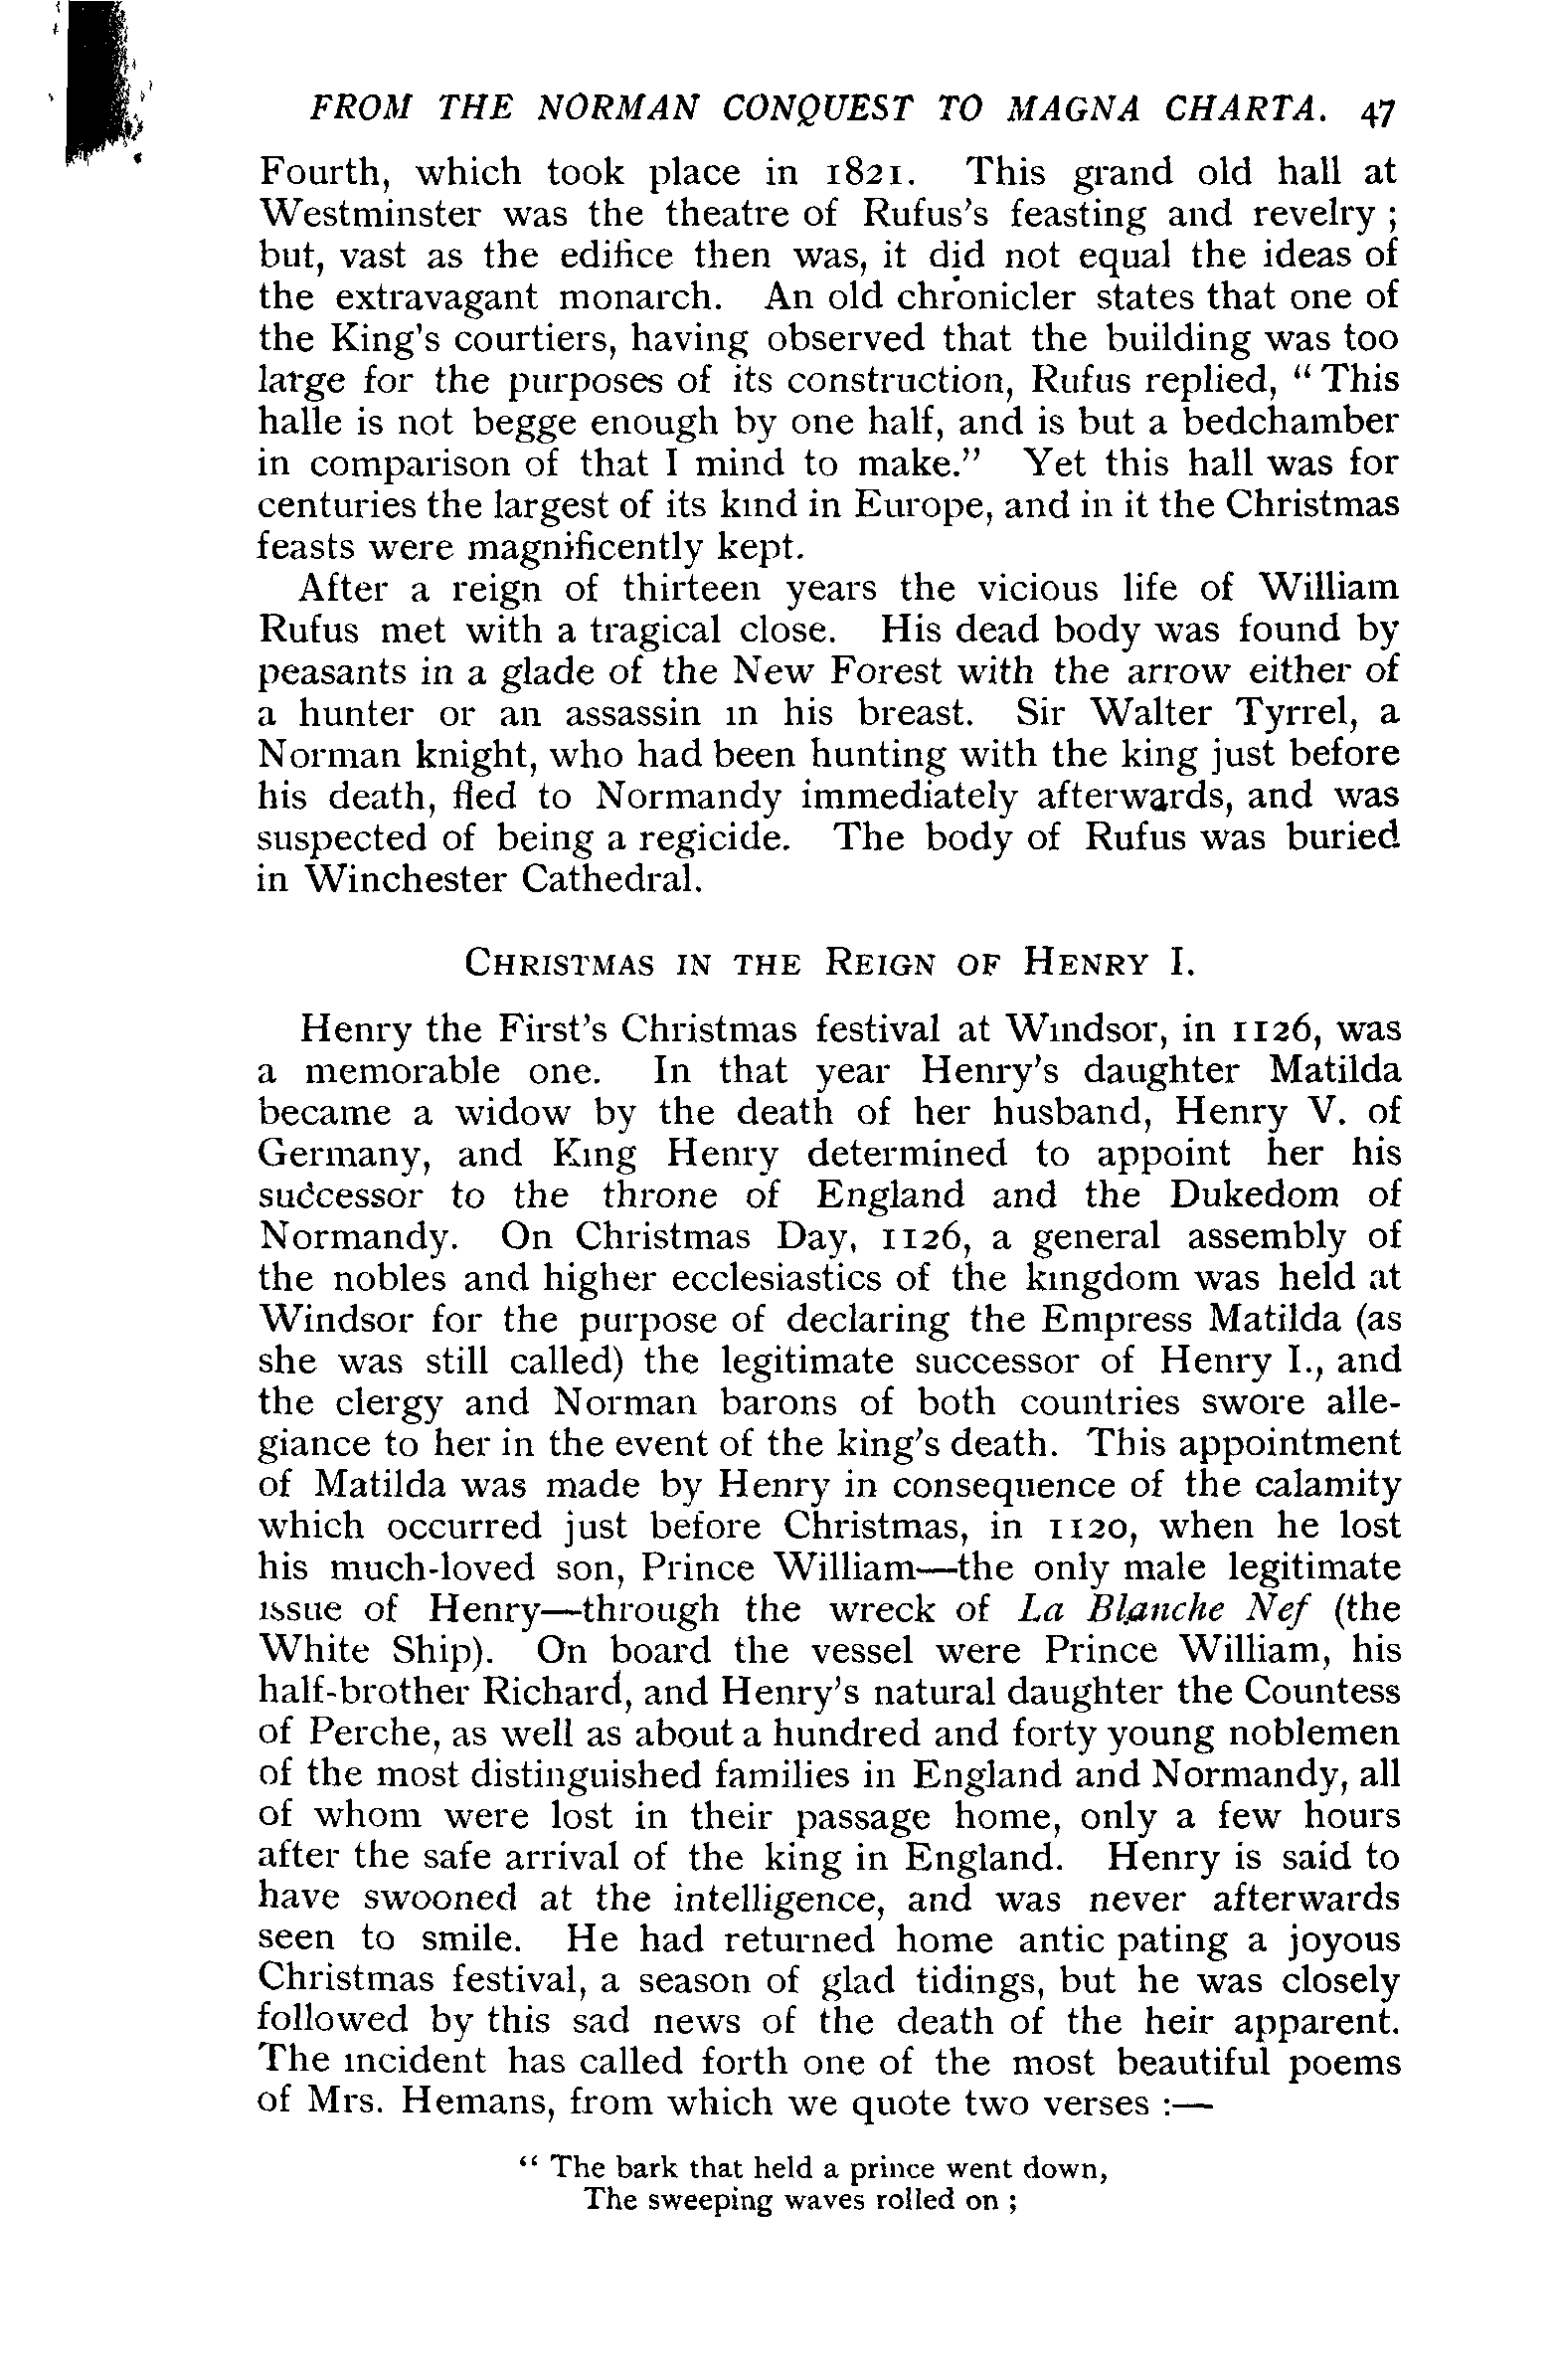 FROM THE NORMAN CONQUEST TO MAGNA CHARTA. 47
Fourth, which took place in 1821. This grand old hall at
Westminster was the theatre of Rufus's feasting and revelry ;
but, vast as the edifice then was, it did not equal the ideas of
the extravagant monarch. An old chronicler states that one of
the King's courtiers, having observed that the building was too
large for the purposes of its construction, Rufus replied, “ This
halle is not begge enough by one half, and is but a bedchamber
in comparison of that I mind to make.” Yet this hall was for
centuries the largest of its kind in Europe, and in it the Christmas
feasts were magnificently kept.
After a reign of thirteen years the vicious life of William
Rufus met with a tragical close. His dead body was found by
peasants in a glade of the New Forest with the arrow either of
a hunter or an assassin in his breast. Sir Walter Tyrrel, a
Norman knight, who had been hunting with the king just before
his death, fled to Normandy immediately afterwards, and was
suspected of being a regicide. The body of Rufus was buried
in Winchester Cathedral.
CHRISTMAS IN THE REIGN OF HENRY I.
Henry the First's Christmas festival at Windsor, in 1126, was
a memorable one. In that year Henry's daughter Matilda
became a widow by the death of her husband, Henry V. of
Germany, and King Henry determined to appoint her his
successor to the throne of England and the Dukedom of
Normandy. On Christmas Day, 1126, a general assembly of
the nobles and higher ecclesiastics of the kingdom was held at
Windsor for the purpose of declaring the Empress Matilda (as
she was still called) the legitimate successor of Henry I., and
the clergy and Norman barons of both countries swore alle-
giance to her in the event of the king's death. This appointment
of Matilda was made by Henry in consequence of the calamity
which occurred just before Christmas, in 1120, when he lost
his much-loved son, Prince William—the only male legitimate
issue of Henry—through the wreck of La Blanche Nef (the
White Ship). On board the vessel were Prince William, his
half-brother Richard, and Henry's natural daughter the Countess
of Perche, as well as about a hundred and forty young noblemen
of the most distinguished families in England and Normandy, all
of whom were lost in their passage home, only a few hours
after the safe arrival of the king in England. Henry is said to
have swooned at the intelligence, and was never afterwards
seen to smile. He had returned home antic pating a joyous
Christmas festival, a season of glad tidings, but he was closely
followed by this sad news of the death of the heir apparent.
The incident has called forth one of the most beautiful poems
of Mrs. Hemans, from which we quote two verses :—
“ The bark that held a prince went down,
The sweeping waves rolled on ;